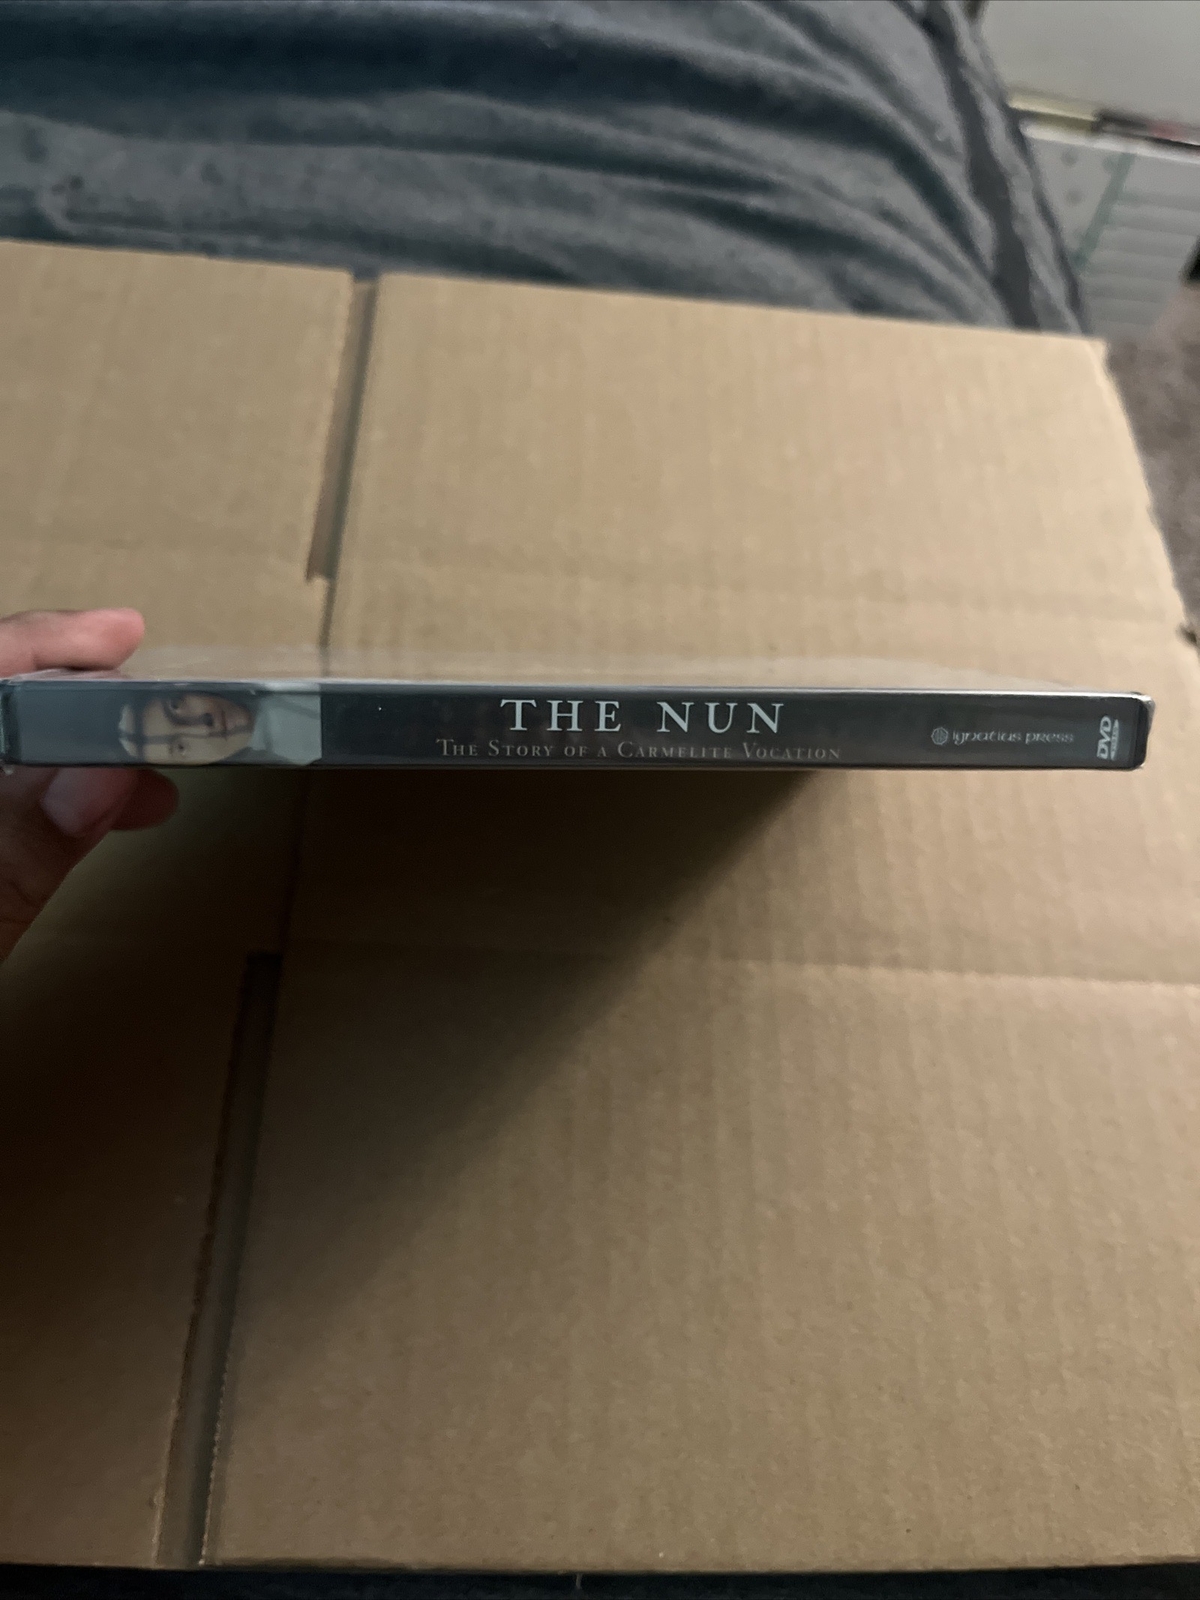 THE NUN
THE STORY OF A CARMELITE VOCATION
ignatius press
DVD